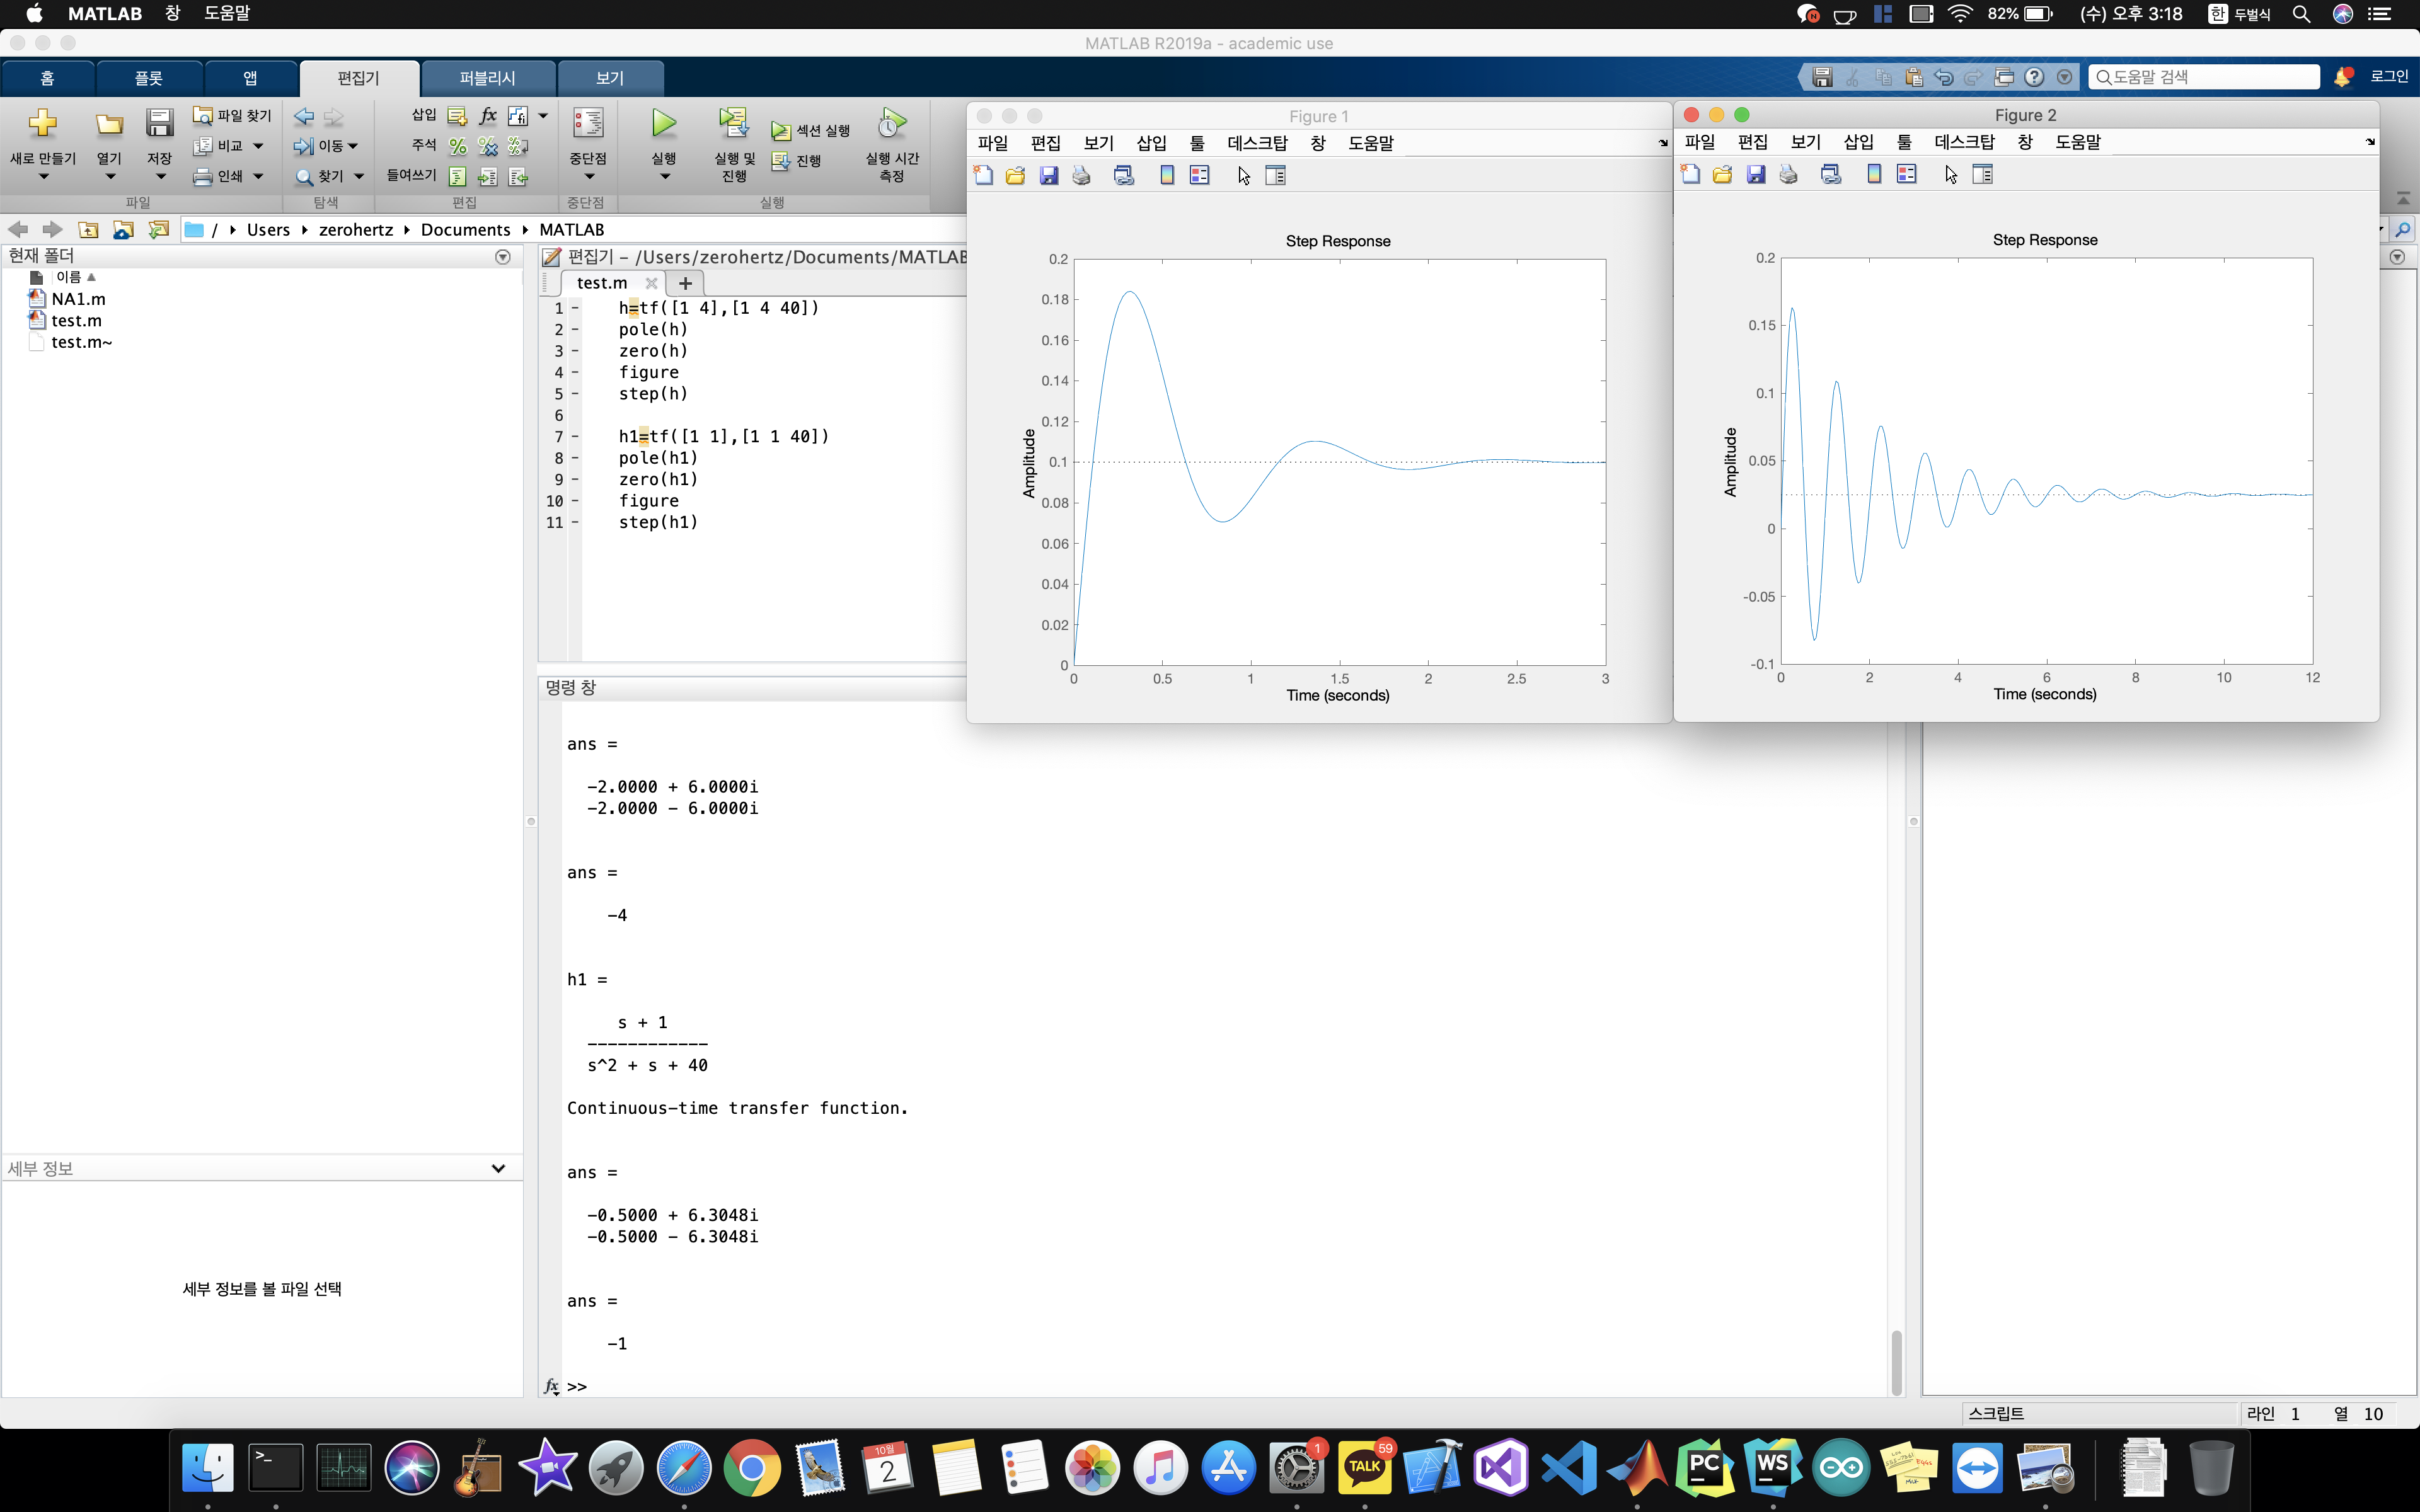 MATLAB 창 도움말
82% (수) 오후 3:18 한 두벌식
MATLAB R2019a - academic use
홈 플롯 앱 편집기 퍼블리시 보기
도움말 검색 로그인
새로 만들기 열기 저장 파일 찾기 비교 인쇄
파일
이동 찾기
탐색
삽입 fx fi
주석
들여쓰기
편집
중단점
중단점
실행 실행 및 진행 섹션 실행 진행 실행 시간 측정
실행
/ Users zerohertz Documents MATLAB
현재 폴더
이름
NA1.m
test.m
test.m~
세부 정보
세부 정보를 볼 파일 선택
편집기 - /Users/zerohertz/Documents/MATLAB
test.m
1 - h=tf([1 4],[1 4 40])
2 - pole(h)
3 - zero(h)
4 - figure
5 - step(h)
6
7 - h1=tf([1 1],[1 1 40])
8 - pole(h1)
9 - zero(h1)
10 - figure
11 - step(h1)
명령 창
ans =
-2.0000 + 6.0000i
-2.0000 - 6.0000i
ans =
-4
h1 =
s + 1
------------
s^2 + s + 40
Continuous-time transfer function.
ans =
-0.5000 + 6.3048i
-0.5000 - 6.3048i
ans =
-1
fx >>
Figure 1
파일 편집 보기 삽입 툴 데스크탑 창 도움말
Step Response
0.2
0.18
0.16
0.14
0.12
0.1
0.08
0.06
0.04
0.02
0
Amplitude
0 0.5 1 1.5 2 2.5 3
Time (seconds)
Figure 2
파일 편집 보기 삽입 툴 데스크탑 창 도움말
Step Response
0.2
0.15
0.1
0.05
0
-0.05
-0.1
Amplitude
0 2 4 6 8 10 12
Time (seconds)
스크립트 라인 1 열 10
>_
10월
2
1
TALK
59
PC
WS